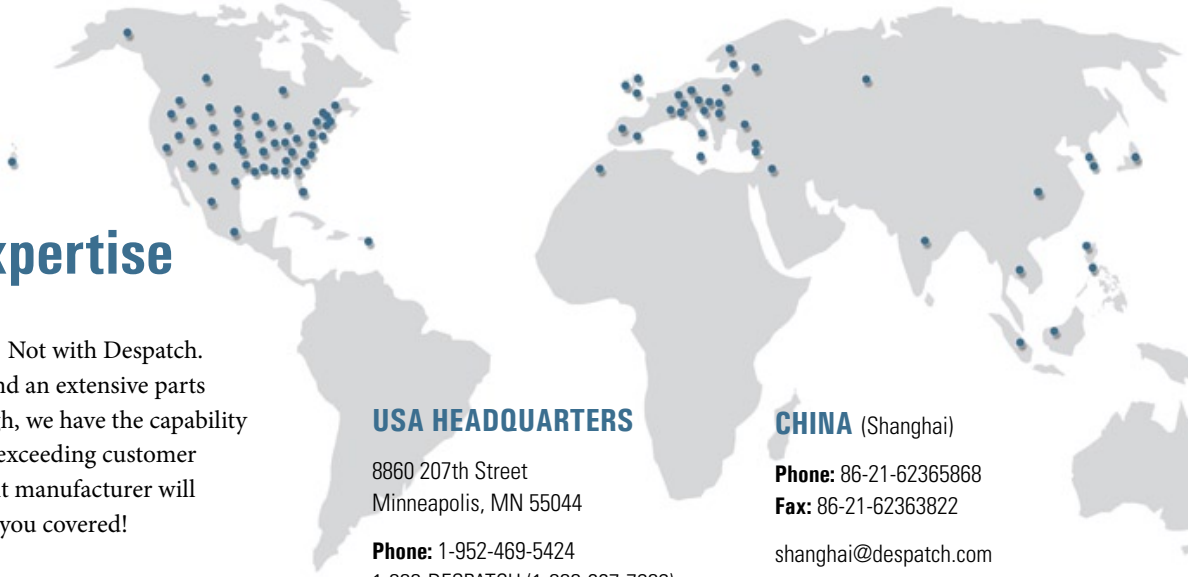 xpertise
Not with Despatch.
nd an extensive parts
gh, we have the capability
exceeding customer
t manufacturer will
you covered!
USA HEADQUARTERS
8860 207th Street
Minneapolis, MN 55044
Phone: 1-952-469-5424
CHINA (Shanghai)
Phone: 86-21-62365868
Fax: 86-21-62363822
shanghai@despatch.com